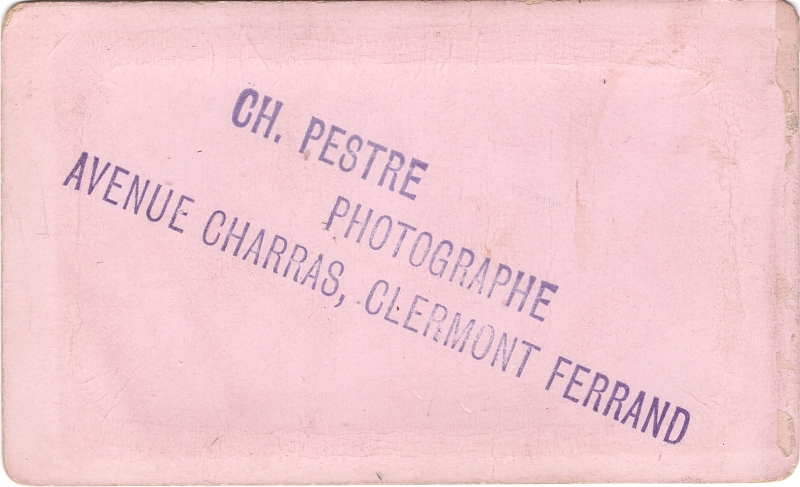 CH. PESTRE
PHOTOGRAPHE
AVENUE CHARRAS, CLERMONT FERRAND